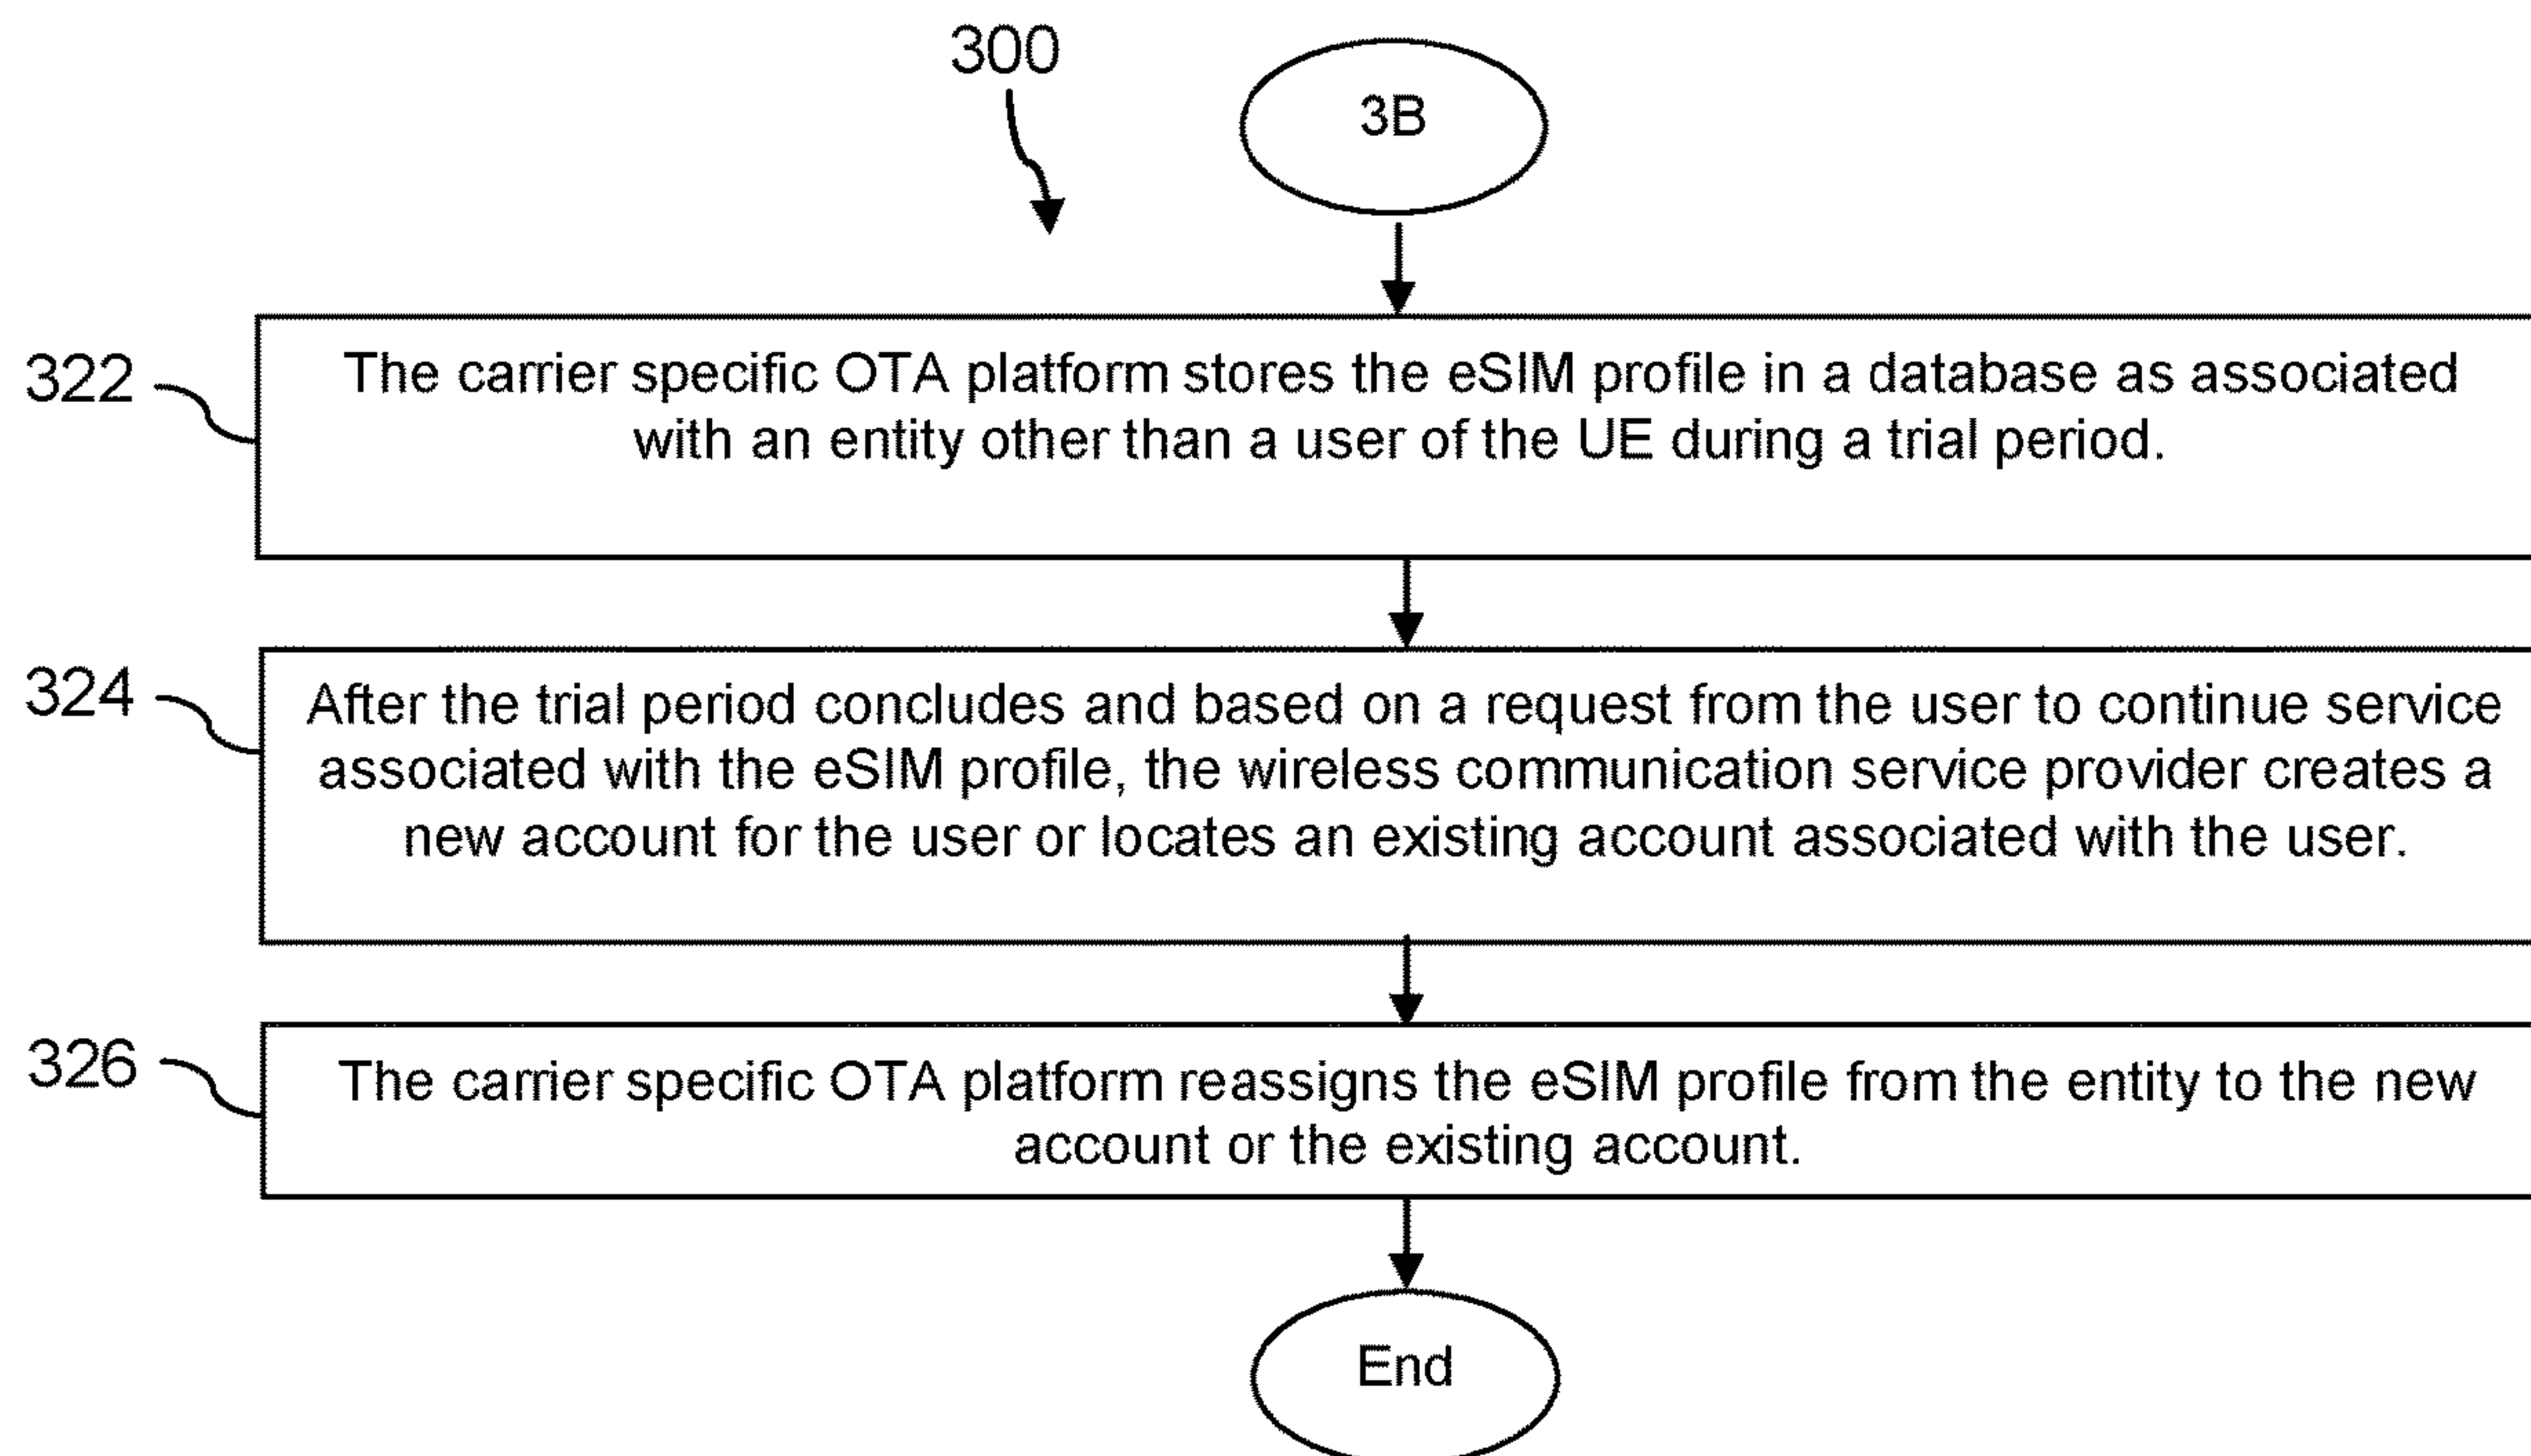 300
3B
322
The carrier specific OTA platform stores the eSIM profile in a database as associated
with an entity other than a user of the UE during a trial period.
324
After the trial period concludes and based on a request from the user to continue service
associated with the eSIM profile, the wireless communication service provider creates a
new account for the user or locates an existing account associated with the user.
326
The carrier specific OTA platform reassigns the eSIM profile from the entity to the new
account or the existing account.
End